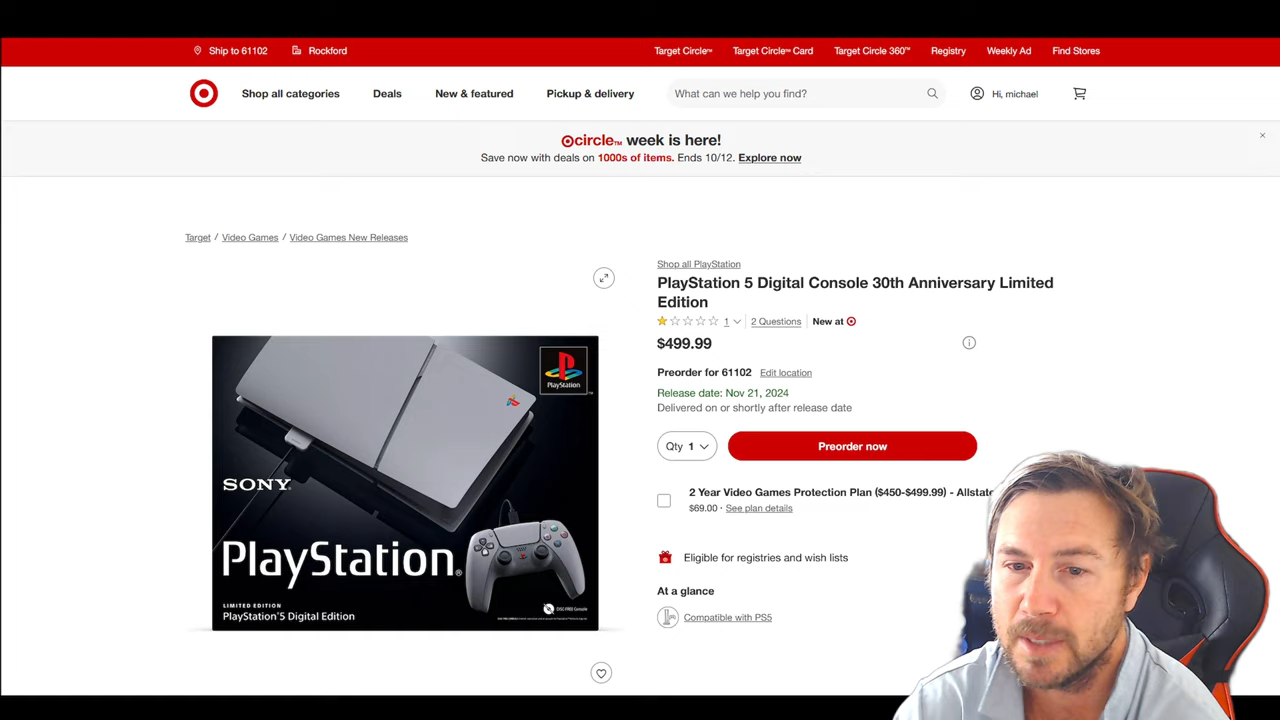 Ship to 61102
Rockford
Target Circle™
Target Circle™ Card
Target Circle 360™
Registry
Weekly Ad
Find Stores
Shop all categories
Deals
New & featured
Pickup & delivery
What can we help you find?
Hi, michael
circle™ week is here!
Save now with deals on 1000s of items. Ends 10/12. Explore now
Target / Video Games / Video Games New Releases
Shop all PlayStation
PlayStation 5 Digital Console 30th Anniversary Limited
Edition
1
2 Questions
New at
$499.99
Preorder for 61102 Edit location
Release date: Nov 21, 2024
Delivered on or shortly after release date
Qty 1
Preorder now
2 Year Video Games Protection Plan ($450-$499.99) - Allstate
$69.00 · See plan details
Eligible for registries and wish lists
At a glance
Compatible with PS5
PlayStation™
SONY
PlayStation®
LIMITED EDITION
PlayStation®5 Digital Edition
DISC FREE Console